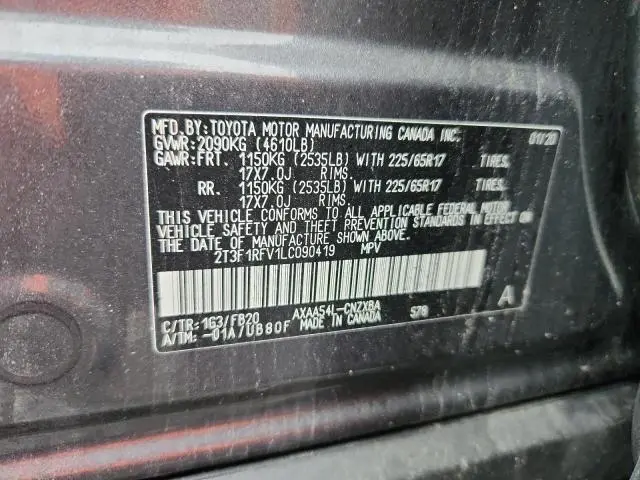 MFD.BY:TOYOTA MOTOR MANUFACTURING CANADA INC. 01/20
GVWR:2090KG (4610LB)
GAWR:FRT. 1150KG (2535LB) WITH 225/65R17 TIRES,
17X7.0J RIMS.
RR. 1150KG (2535LB) WITH 225/65R17 TIRES,
17X7.0J RIMS.
THIS VEHICLE CONFORMS TO ALL APPLICABLE FEDERAL MOTOR
VEHICLE SAFETY AND THEFT PREVENTION STANDARDS IN EFFECT ON
THE DATE OF MANUFACTURE SHOWN ABOVE.
2T3F1RFV1LC090419 MPV
C/TR:1G3/FB20 AXAA54L-CNZXBA 578 A
A/TM:-01A/UB80F MADE IN CANADA